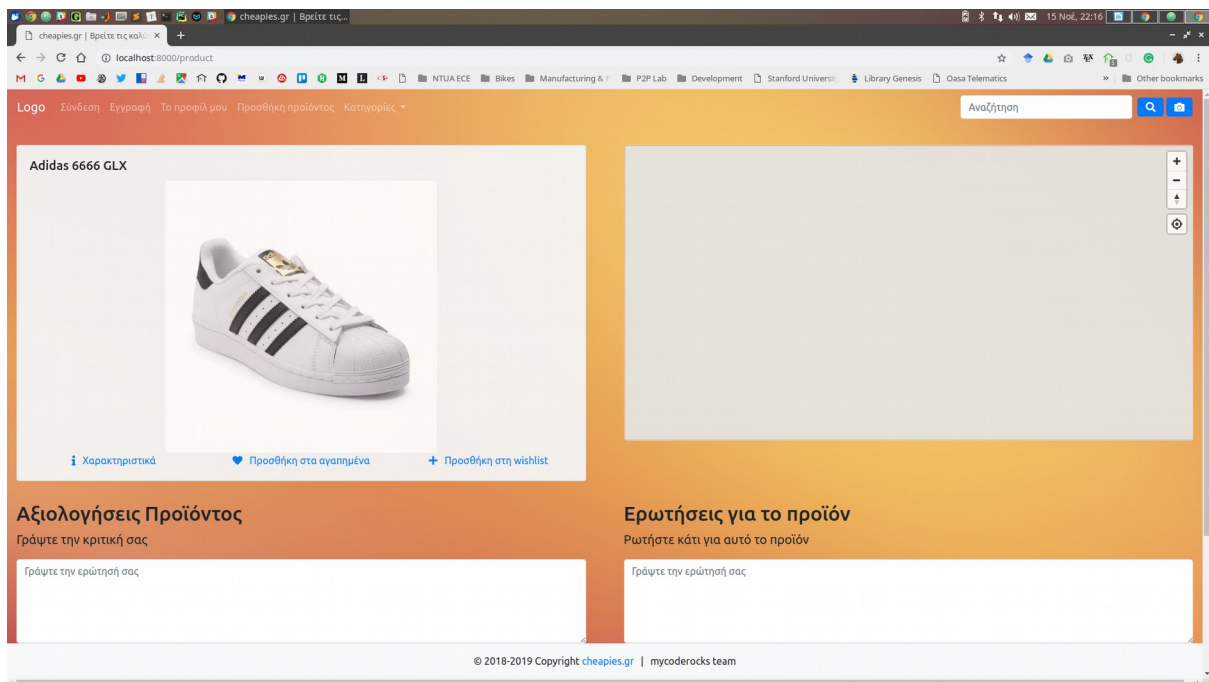 cheapies.gr | Βρείτε τις...
15 Νοέ, 22:16
cheapies.gr | Βρείτε τις καλύ
localhost:8000/product
NTUA ECE Bikes Manufacturing & P2P Lab Development Stanford Universit Library Genesis Oasa Telematics » Other bookmarks
Logo Σύνδεση Εγγραφή Το προφίλ μου Προσθήκη προϊόντος Κατηγορίες
Αναζήτηση
Adidas 6666 GLX
Χαρακτηριστικά Προσθήκη στα αγαπημένα Προσθήκη στη wishlist
Αξιολογήσεις Προϊόντος
Γράψτε την κριτική σας
Γράψτε την ερώτησή σας
Ερωτήσεις για το προϊόν
Ρωτήστε κάτι για αυτό το προϊόν
Γράψτε την ερώτησή σας
© 2018-2019 Copyright cheapies.gr | mycoderocks team